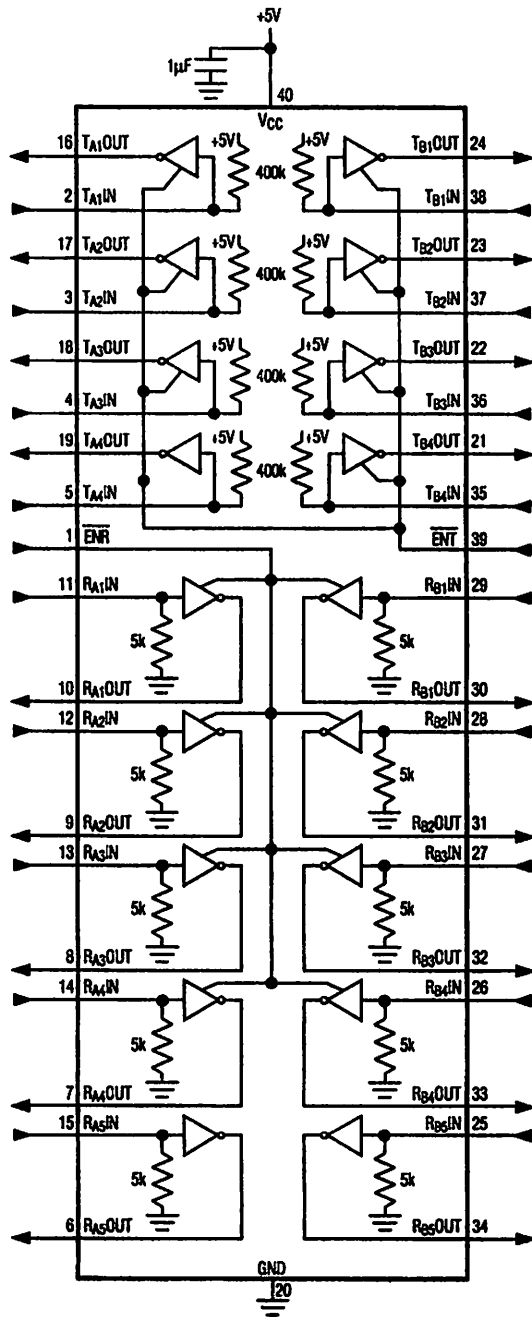 +5V
1µF
40
VCC
16 TA1OUT +5V +5V TB1OUT 24
400k
2 TA1IN TB1IN 38
17 TA2OUT +5V +5V TB2OUT 23
400k
3 TA2IN TB2IN 37
18 TA3OUT +5V +5V TB3OUT 22
400k
4 TA3IN TB3IN 36
19 TA4OUT +5V +5V TB4OUT 21
400k
5 TA4IN TB4IN 35
1 ENR ENT 39
11 RA1IN RB1IN 29
5k 5k
10 RA1OUT RB1OUT 30
12 RA2IN RB2IN 28
5k 5k
9 RA2OUT RB2OUT 31
13 RA3IN RB3IN 27
5k 5k
8 RA3OUT RB3OUT 32
14 RA4IN RB4IN 26
5k 5k
7 RA4OUT RB4OUT 33
15 RA5IN RB5IN 25
5k 5k
6 RA5OUT RB5OUT 34
GND
20